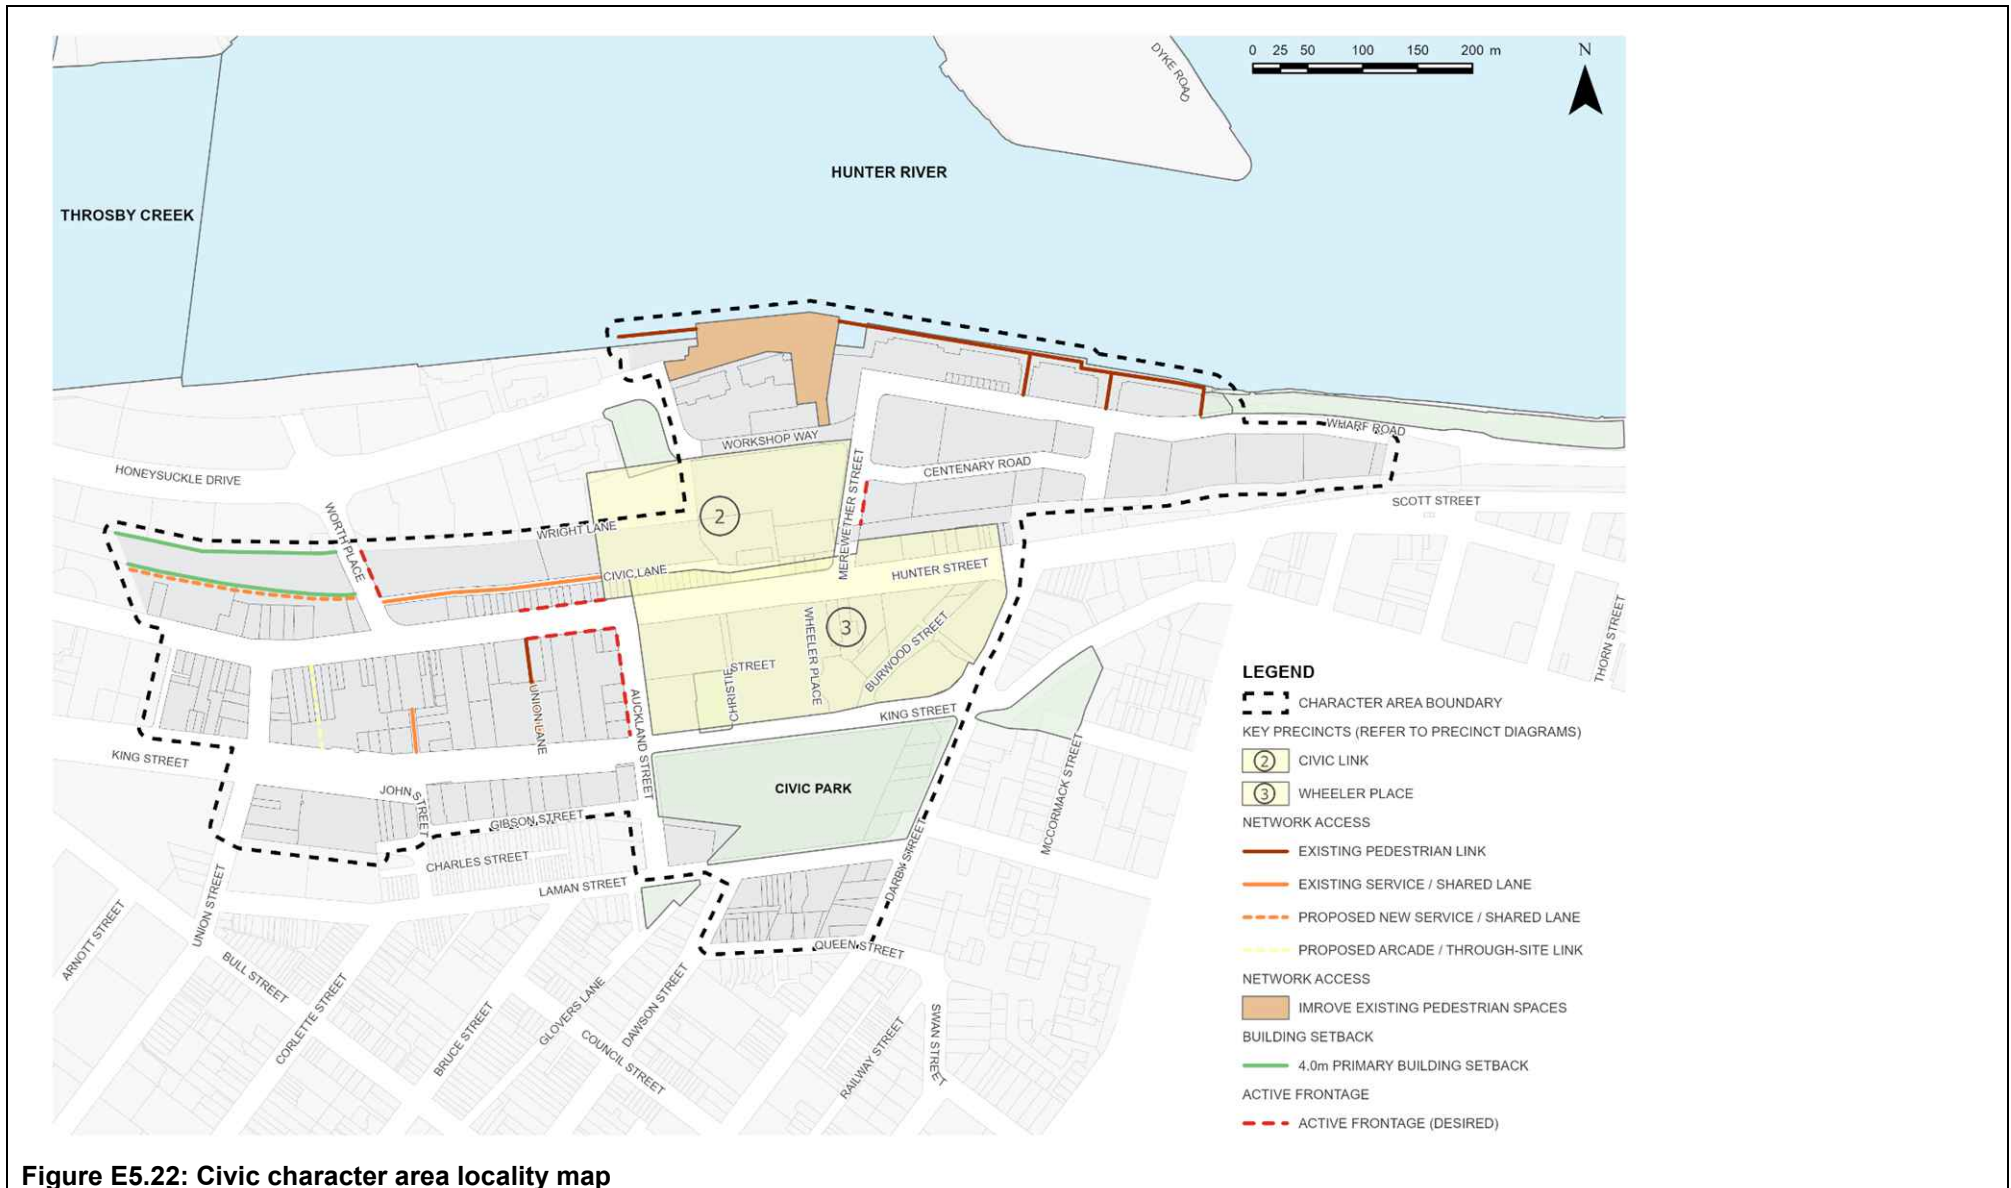 0 25 50 100 150 200 m
N
DYKE ROAD
HUNTER RIVER
THROSBY CREEK
WHARF ROAD
WORKSHOP WAY
CENTENARY ROAD
MEREWETHER STREET
HONEYSUCKLE DRIVE
SCOTT STREET
WORTH PLACE
2
WRIGHT LANE
CIVIC LANE
HUNTER STREET
3
WHEELER PLACE
BURWOOD STREET
THORN STREET
STREET
CHRISTIE
UNION LANE
AUCKLAND STREET
KING STREET
KING STREET
MCCORMACK STREET
CIVIC PARK
JOHN STREET
GIBSON STREET
CHARLES STREET
LAMAN STREET
DARBY STREET
UNION STREET
QUEEN STREET
ARNOTT STREET
BULL STREET
CORLETTE STREET
BRUCE STREET
GLOVERS LANE
DAWSON STREET
COUNCIL STREET
RAILWAY STREET
SWAN STREET
LEGEND
CHARACTER AREA BOUNDARY
KEY PRECINCTS (REFER TO PRECINCT DIAGRAMS)
2 CIVIC LINK
3 WHEELER PLACE
NETWORK ACCESS
EXISTING PEDESTRIAN LINK
EXISTING SERVICE / SHARED LANE
PROPOSED NEW SERVICE / SHARED LANE
PROPOSED ARCADE / THROUGH-SITE LINK
NETWORK ACCESS
IMROVE EXISTING PEDESTRIAN SPACES
BUILDING SETBACK
4.0m PRIMARY BUILDING SETBACK
ACTIVE FRONTAGE
ACTIVE FRONTAGE (DESIRED)
Figure E5.22: Civic character area locality map